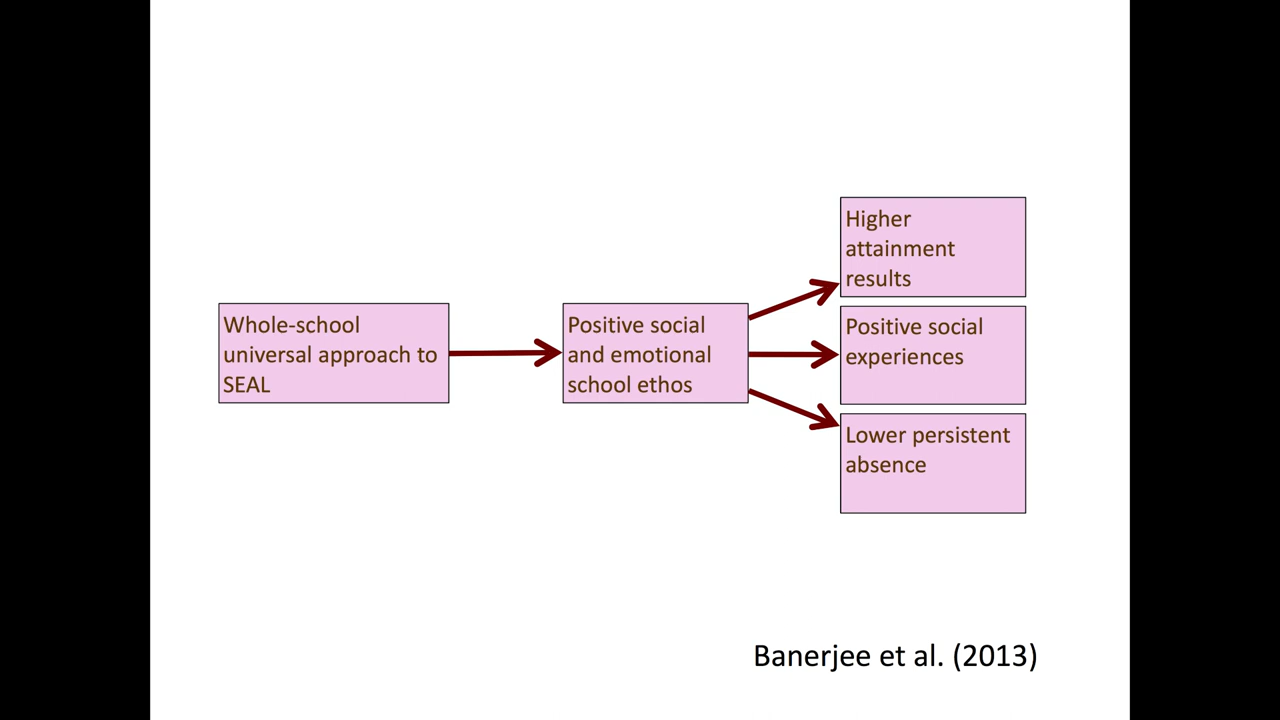 Whole-school
universal approach to
SEAL
Positive social
and emotional
school ethos
Higher
attainment
results
Positive social
experiences
Lower persistent
absence
Banerjee et al. (2013)